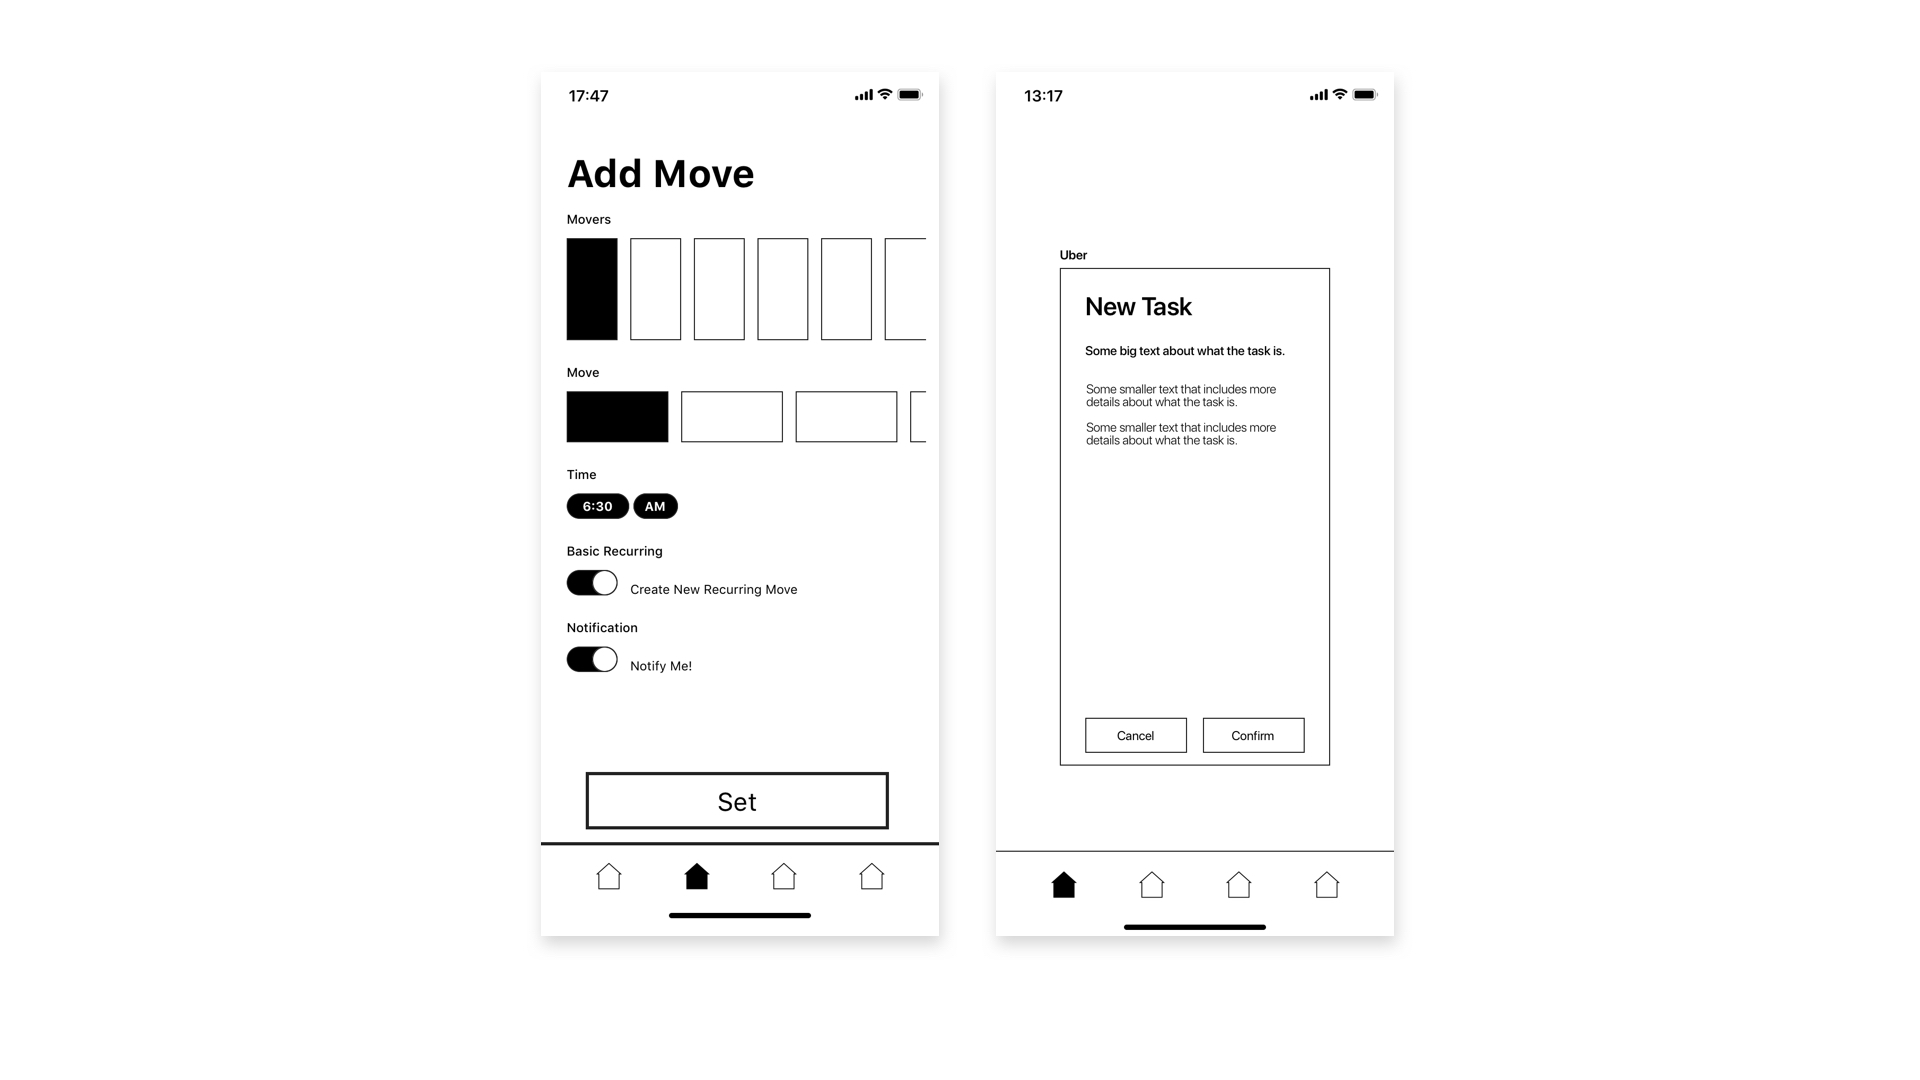 17:47
Add Move
Movers
Move
Time
6:30 AM
Basic Recurring
Create New Recurring Move
Notification
Notify Me!
Set
13:17
Uber
New Task
Some big text about what the task is.
Some smaller text that includes more
details about what the task is.
Some smaller text that includes more
details about what the task is.
Cancel Confirm